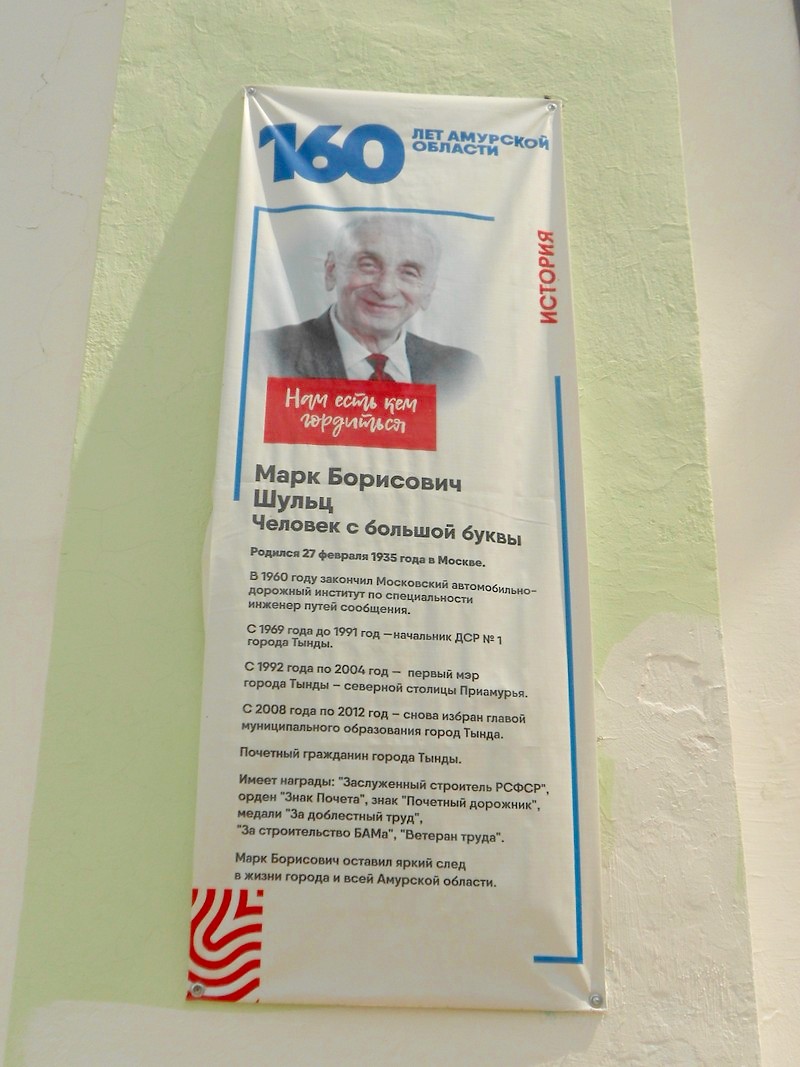 160 ЛЕТ АМУРСКОЙ
ОБЛАСТИ
ИСТОРИЯ
Нам есть кем
гордиться
Марк Борисович
Шульц
Человек с большой буквы
Родился 27 февраля 1935 года в Москве.
В 1960 году закончил Московский автомобильно-
дорожный институт по специальности
инженер путей сообщения.
С 1969 года до 1991 год —начальник ДСР № 1
города Тынды.
С 1992 года по 2004 год — первый мэр
города Тынды – северной столицы Приамурья.
С 2008 года по 2012 год – снова избран главой
муниципального образования город Тында.
Почетный гражданин города Тынды.
Имеет награды: "Заслуженный строитель РСФСР",
орден "Знак Почета", знак "Почетный дорожник",
медали "За доблестный труд",
"За строительство БАМа", "Ветеран труда".
Марк Борисович оставил яркий след
в жизни города и всей Амурской области.